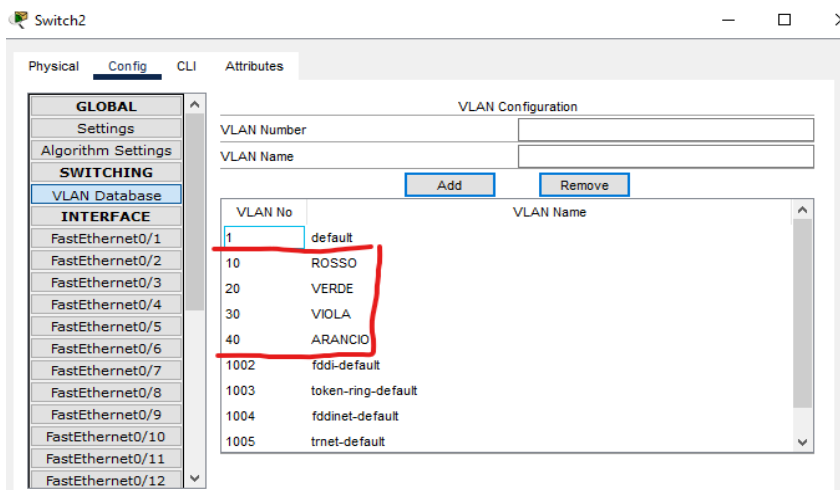 Switch2
Physical Config CLI Attributes
GLOBAL
Settings
Algorithm Settings
SWITCHING
VLAN Database
INTERFACE
FastEthernet0/1
FastEthernet0/2
FastEthernet0/3
FastEthernet0/4
FastEthernet0/5
FastEthernet0/6
FastEthernet0/7
FastEthernet0/8
FastEthernet0/9
FastEthernet0/10
FastEthernet0/11
FastEthernet0/12
VLAN Configuration
VLAN Number
VLAN Name
Add Remove
VLAN No VLAN Name
1 default
10 ROSSO
20 VERDE
30 VIOLA
40 ARANCIO
1002 fddi-default
1003 token-ring-default
1004 fddinet-default
1005 trnet-default